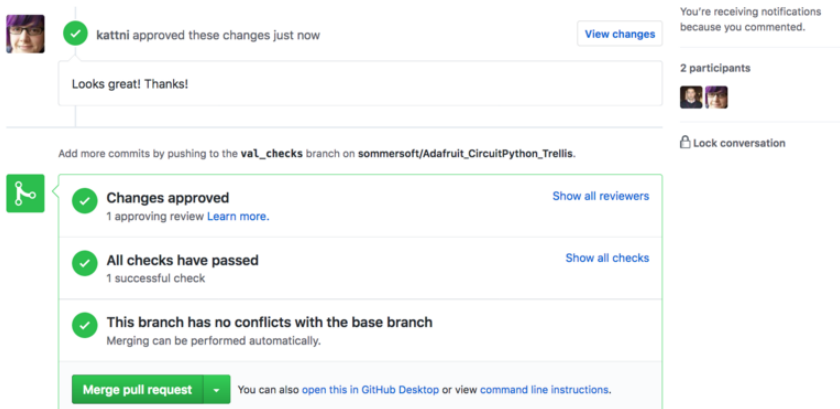 You're receiving notifications
because you commented.
kattni approved these changes just now
View changes
Looks great! Thanks!
2 participants
Lock conversation
Add more commits by pushing to the val_checks branch on sommersoft/Adafruit_CircuitPython_Trellis.
Changes approved
Show all reviewers
1 approving review Learn more.
All checks have passed
Show all checks
1 successful check
This branch has no conflicts with the base branch
Merging can be performed automatically.
Merge pull request
You can also open this in GitHub Desktop or view command line instructions.